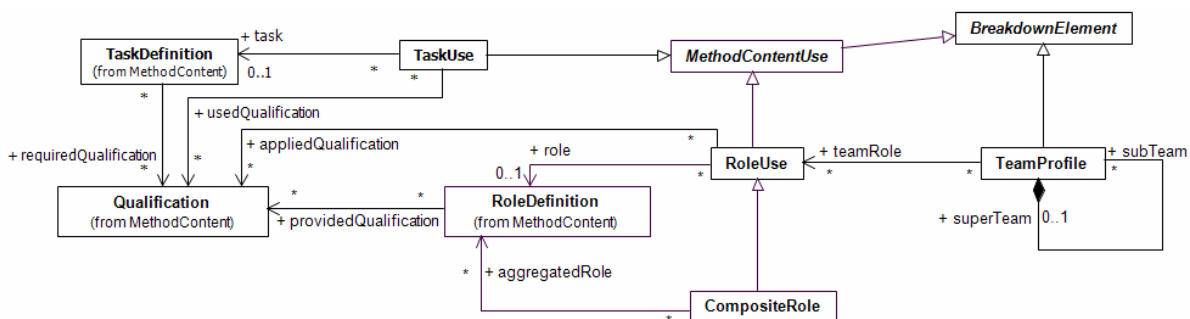 BreakdownElement
+ task
TaskDefinition
(from MethodContent)
0..1
*
TaskUse
*
MethodContentUse
*
+ usedQualification
+ requiredQualification
*
*
+ appliedQualification
*
*
+ role
0..1
*
RoleUse
+ teamRole
*
*
TeamProfile
+ subTeam
*
+ superTeam
0..1
Qualification
(from MethodContent)
*
*
+ providedQualification
RoleDefinition
(from MethodContent)
*
+ aggregatedRole
*
CompositeRole